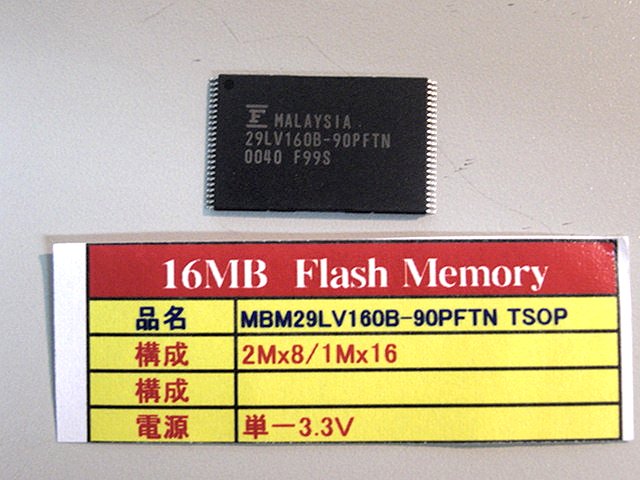 MALAYSIA
29LV160B-90PFTN
0040 F99S
16MB Flash Memory
品名 MBM29LV160B-90PFTN TSOP
構成 2Mx8/1Mx16
構成
電源 単一3.3V